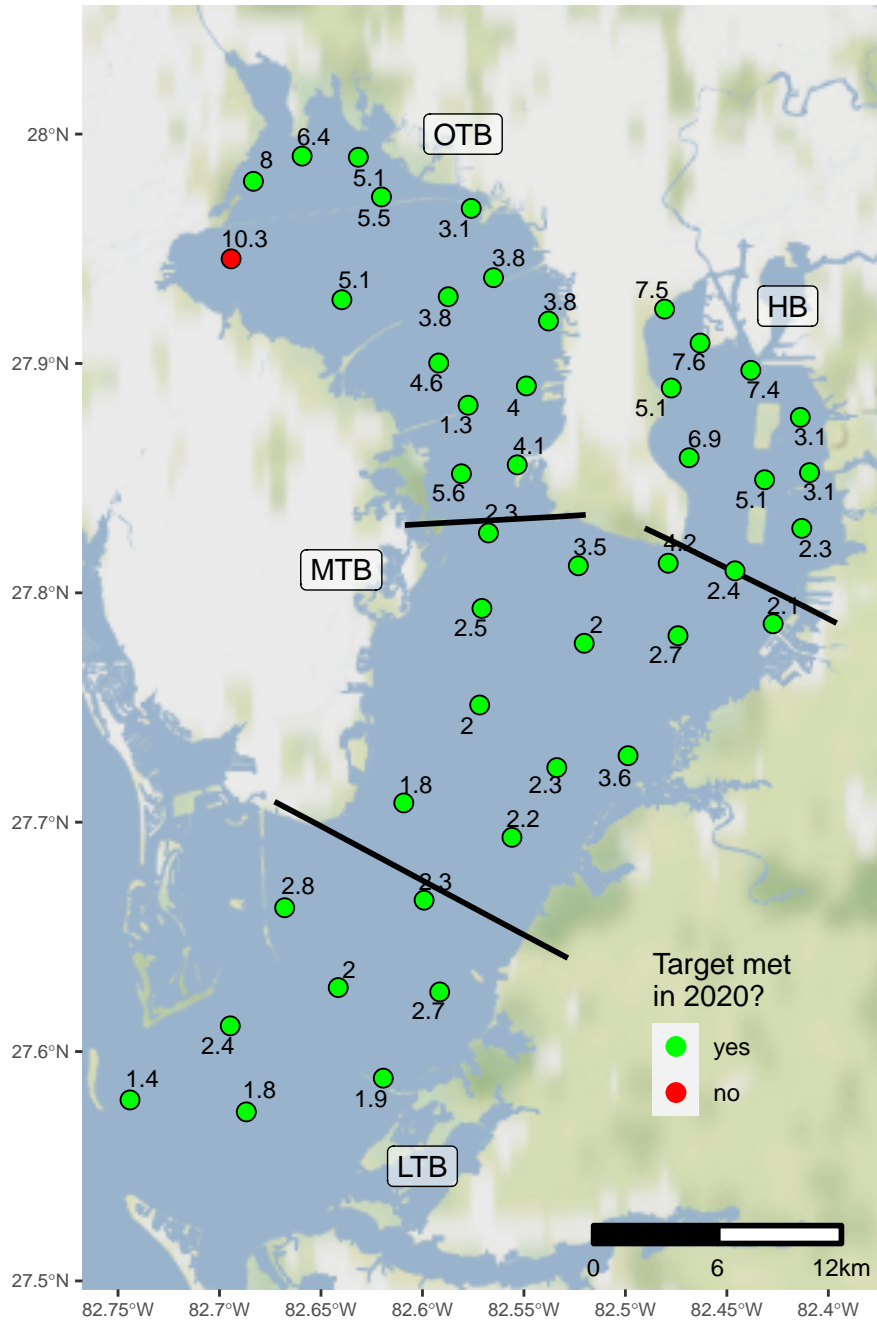 28°N
27.9°N
27.8°N
27.7°N
27.6°N
27.5°N
OTB
6.4
8
5.1
5.5
3.1
10.3
3.8
5.1
3.8
3.8
7.5
HB
7.6
4.6
4
5.1
7.4
1.3
3.1
4.1
6.9
5.6
5.1
3.1
2.3
2.3
MTB
3.5
4.2
2.4
2.1
2.5
2
2.7
2
2.3
3.6
1.8
2.2
2.8
2.3
2
2.7
2.4
1.4
1.8
1.9
LTB
Target met
in 2020?
yes
no
0 6 12km
82.75°W 82.7°W 82.65°W 82.6°W 82.55°W 82.5°W 82.45°W 82.4°W